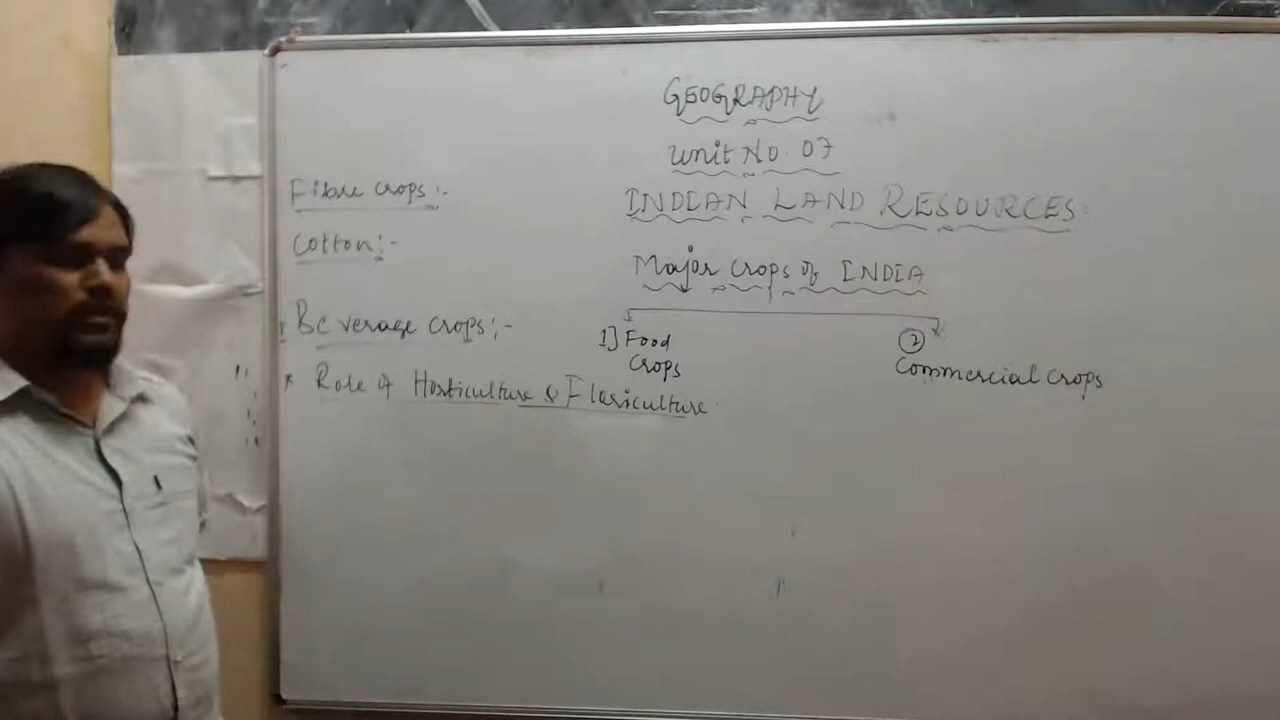 GEOGRAPHY
Unit No. 07
INDIAN LAND RESOURCES
Major Crops of INDIA
1] Food Crops
②
Commercial Crops
Fibre Crops:-
Cotton:-
Beverage Crops:-
* Role of Horticulture & Floriculture